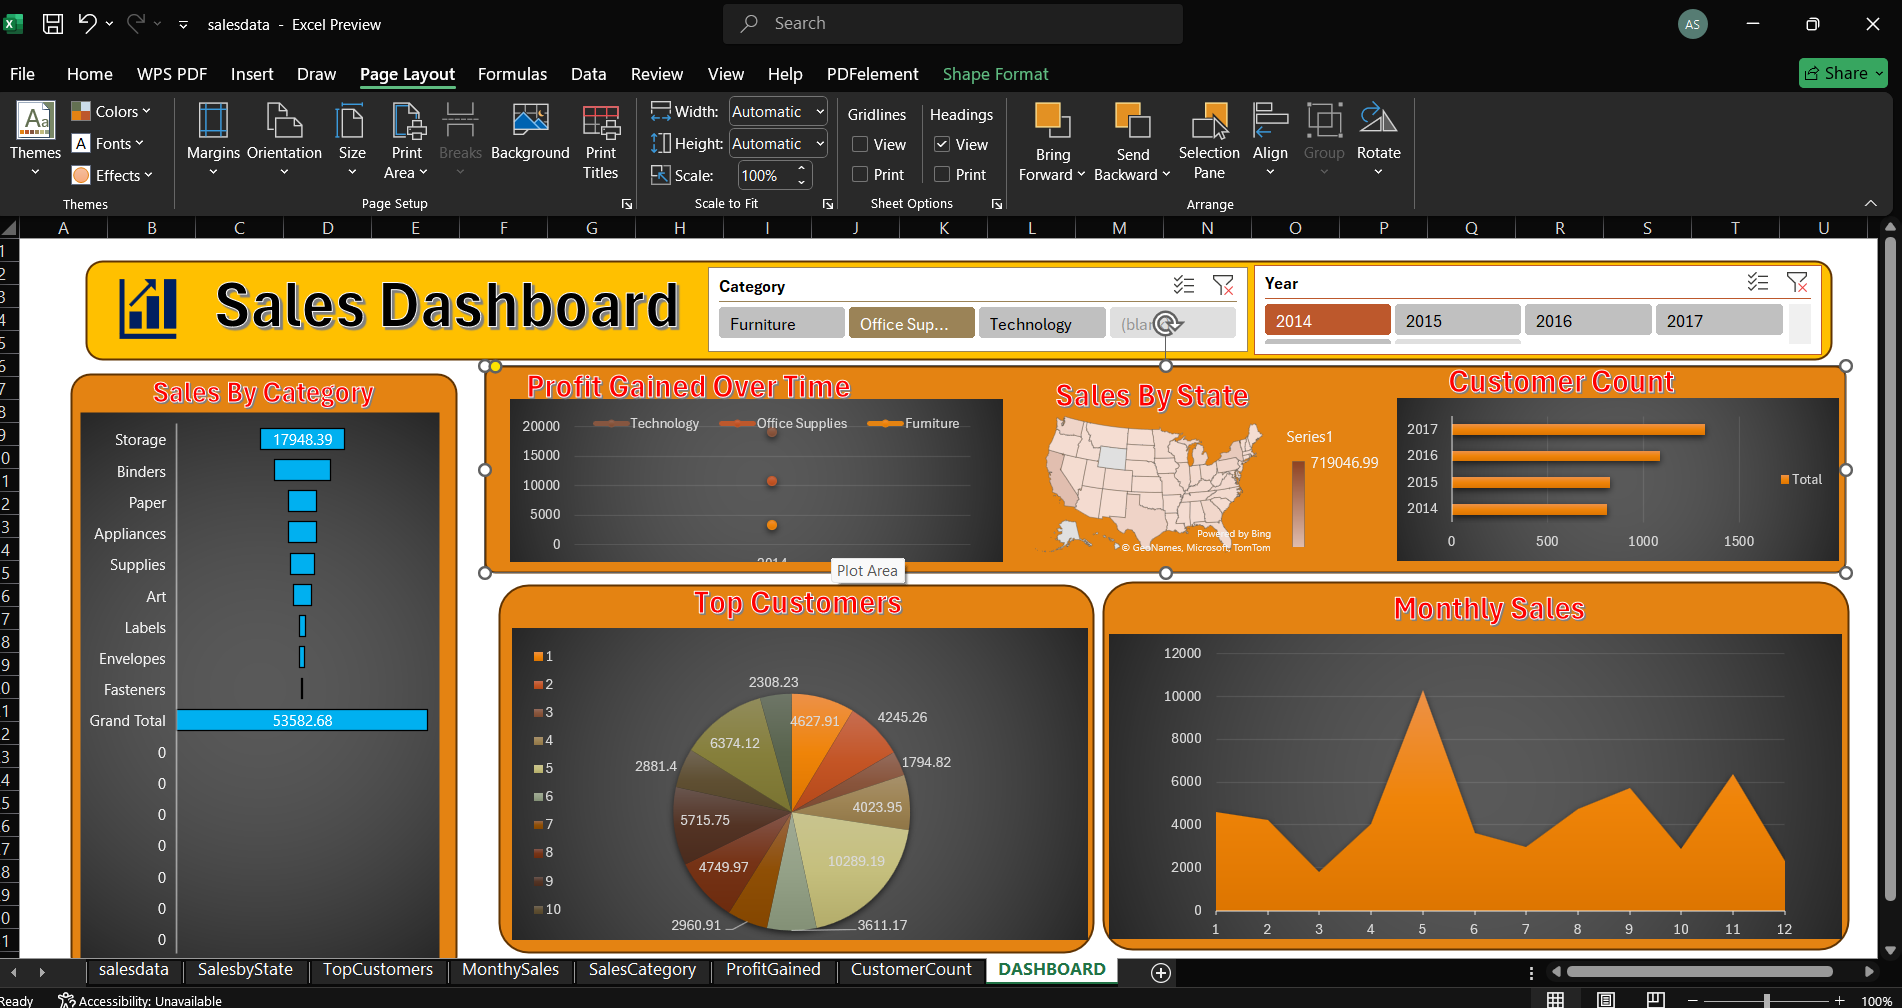 salesdata - Excel Preview
Search
AS
File Home WPS PDF Insert Draw Page Layout Formulas Data Review View Help PDFelement Shape Format
Share
Themes
Colors
Fonts
Effects
Themes
Margins
Orientation
Size
Print Area
Breaks
Background
Print Titles
Page Setup
Width: Automatic
Height: Automatic
Scale: 100%
Scale to Fit
Gridlines
View
Print
Headings
View
Print
Sheet Options
Bring Forward
Send Backward
Selection Pane
Align
Group
Rotate
Arrange
A B C D E F G H I J K L M N O P Q R S T U
Sales Dashboard
Category
Furniture
Office Sup...
Technology
Year
2014
2015
2016
2017
Sales By Category
Storage 17948.39
Binders
Paper
Appliances
Supplies
Art
Labels
Envelopes
Fasteners
Grand Total 53582.68
0
0
0
0
0
0
0
Profit Gained Over Time
Technology Office Supplies Furniture
20000
15000
10000
5000
0
Plot Area
Sales By State
Series1
719046.99
Powered by Bing
© GeoNames, Microsoft, TomTom
Customer Count
2017
2016
2015
2014
0 500 1000 1500
Total
Top Customers
1
2
3
4
5
6
7
8
9
10
2308.23
4627.91
4245.26
1794.82
4023.95
10289.19
3611.17
2960.91
4749.97
5715.75
2881.4
6374.12
Monthly Sales
12000
10000
8000
6000
4000
2000
0
1 2 3 4 5 6 7 8 9 10 11 12
salesdata SalesbyState TopCustomers MonthySales SalesCategory ProfitGained CustomerCount DASHBOARD
Accessibility: Unavailable
100%